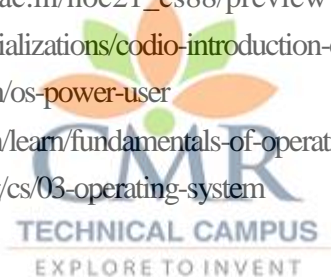 ac.in/noc21_cs88/preview
ializations/codio-introduction-
n/os-power-user
n/learn/fundamentals-of-operat
/cs/03-operating-system
CMR
TECHNICAL CAMPUS
EXPLORE TO INVENT